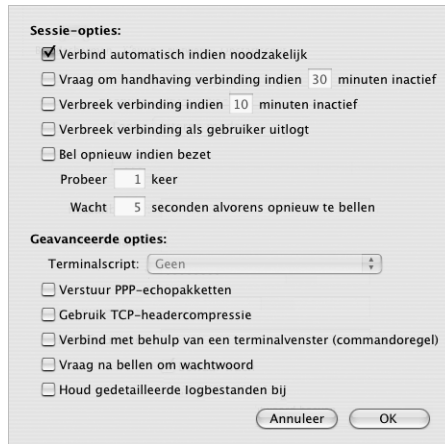 Sessie-opties:
Verbind automatisch indien noodzakelijk
Vraag om handhaving verbinding indien 30 minuten inactief
Verbreek verbinding indien 10 minuten inactief
Verbreek verbinding als gebruiker uitlogt
Bel opnieuw indien bezet
Probeer 1 keer
Wacht 5 seconden alvorens opnieuw te bellen
Geavanceerde opties:
Terminalscript: Geen
Verstuur PPP-echopakketten
Gebruik TCP-headercompressie
Verbind met behulp van een terminalvenster (commandoregel)
Vraag na bellen om wachtwoord
Houd gedetailleerde logbestanden bij
Annuleer OK